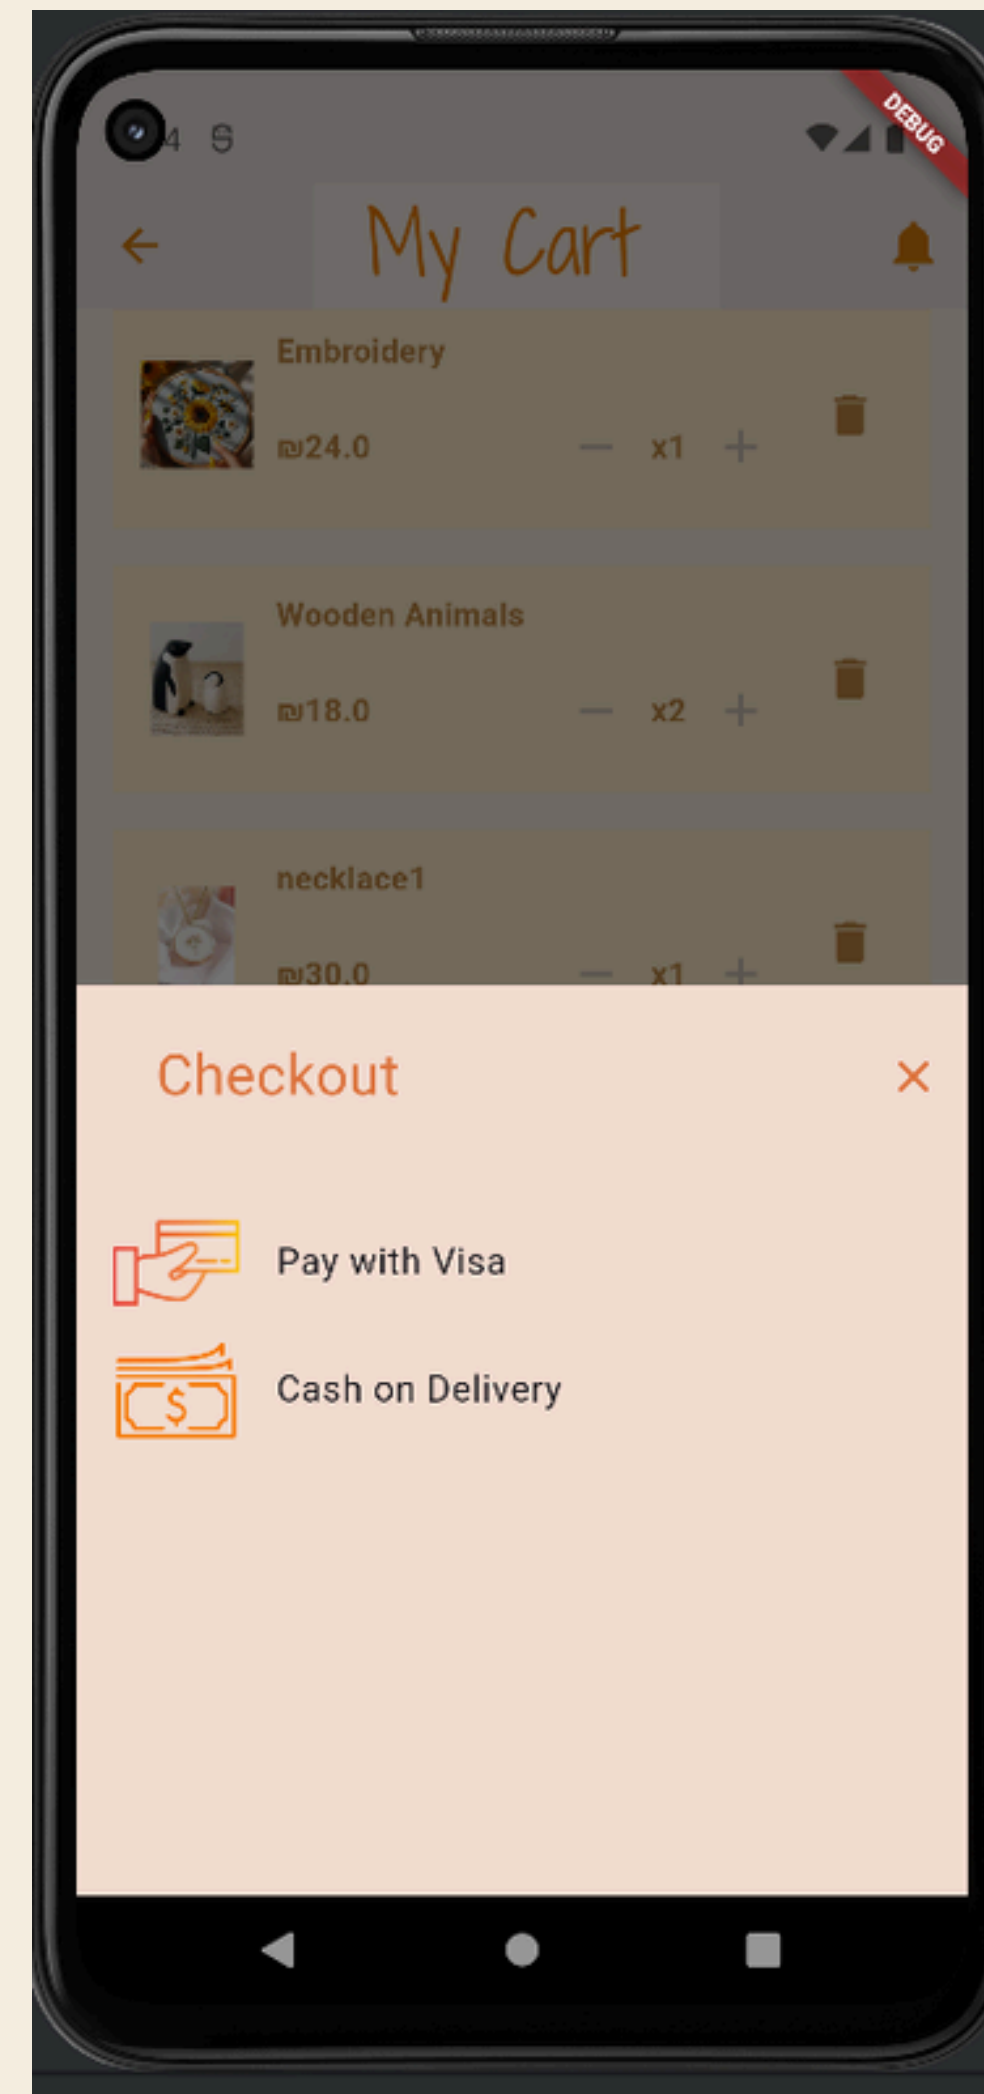 4
DEBUG
My Cart
Embroidery
₪24.0 x1
Wooden Animals
₪18.0 x2
necklace1
₪30.0 x1
Checkout
Pay with Visa
$ Cash on Delivery